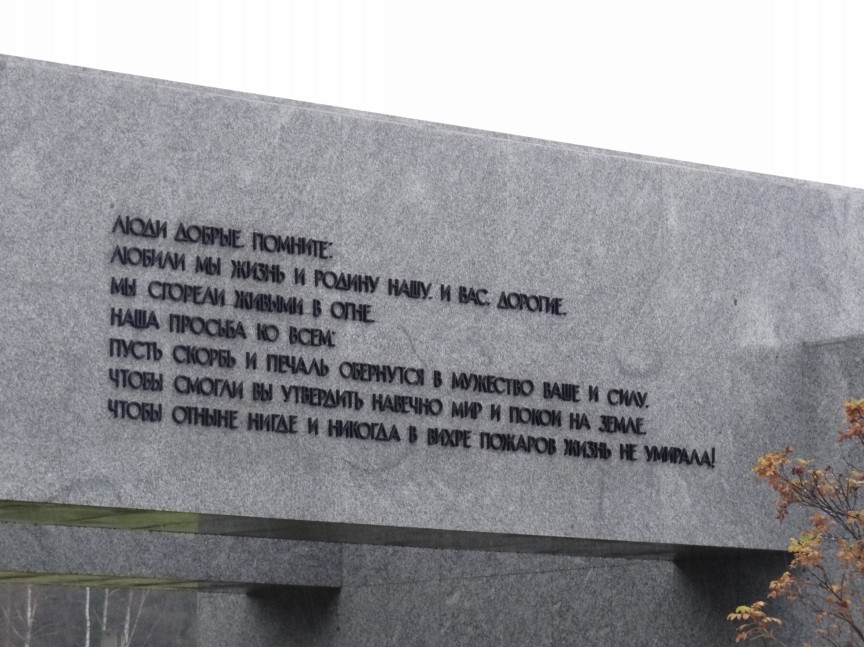 ЛЮДИ ДОБРЫЕ, ПОМНИТЕ:
ЛЮБИЛИ МЫ ЖИЗНЬ И РОДИНУ НАШУ, И ВАС, ДОРОГИЕ.
МЫ СГОРЕЛИ ЖИВЫМИ В ОГНЕ.
НАША ПРОСЬБА КО ВСЕМ:
ПУСТЬ СКОРБЬ И ПЕЧАЛЬ ОБЕРНУТСЯ В МУЖЕСТВО ВАШЕ И СИЛУ,
ЧТОБЫ СМОГЛИ ВЫ УТВЕРДИТЬ НАВЕЧНО МИР И ПОКОЙ НА ЗЕМЛЕ.
ЧТОБЫ ОТНЫНЕ НИГДЕ И НИКОГДА В ВИХРЕ ПОЖАРОВ ЖИЗНЬ НЕ УМИРАЛА!